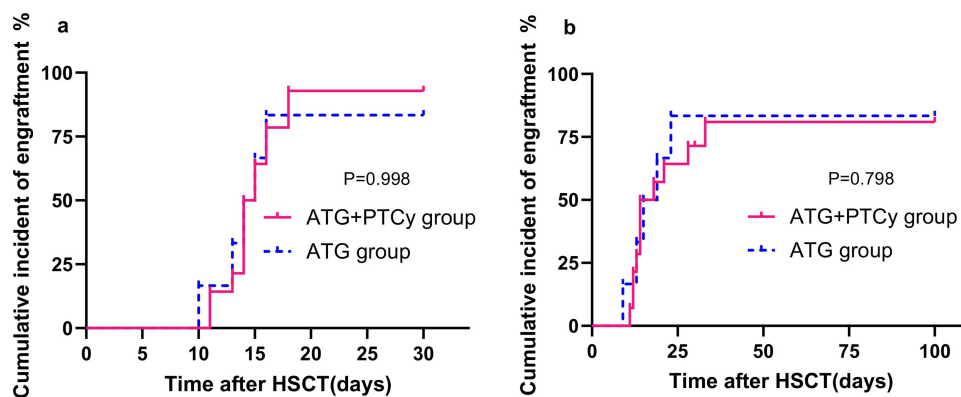 a
Cumulative incident of engraftment %
100
75
50
25
0
P=0.998
ATG+PTCy group
ATG group
0 5 10 15 20 25 30
Time after HSCT(days)
b
Cumulative incident of engraftment %
100
75
50
25
0
P=0.798
ATG+PTCy group
ATG group
0 25 50 75 100
Time after HSCT(days)